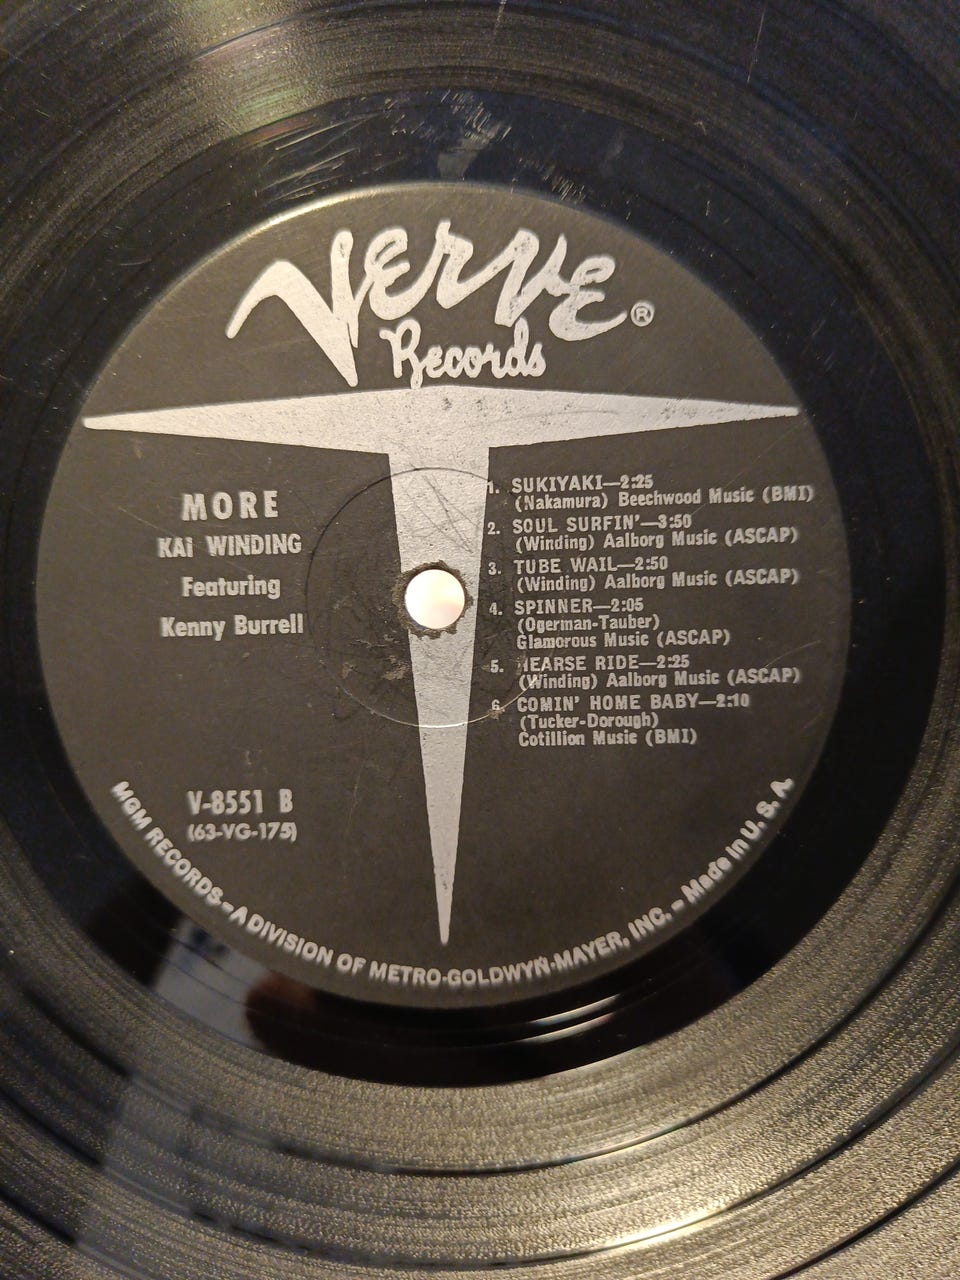 Verve ®
Records
MORE
KAI WINDING
Featuring
Kenny Burrell
V-8551 B
(63-VG-175)
1. SUKIYAKI—2:25
(Nakamura) Beechwood Music (BMI)
2. SOUL SURFIN'—3:50
(Winding) Aalborg Music (ASCAP)
3. TUBE WAIL—2:50
(Winding) Aalborg Music (ASCAP)
4. SPINNER—2:05
(Ogerman-Tauber)
Glamorous Music (ASCAP)
5. HEARSE RIDE—2:25
(Winding) Aalborg Music (ASCAP)
6. COMIN' HOME BABY—2:10
(Tucker-Dorough)
Cotillion Music (BMI)
MGM RECORDS – A DIVISION OF METRO-GOLDWYN-MAYER, INC. – Made in U. S. A.